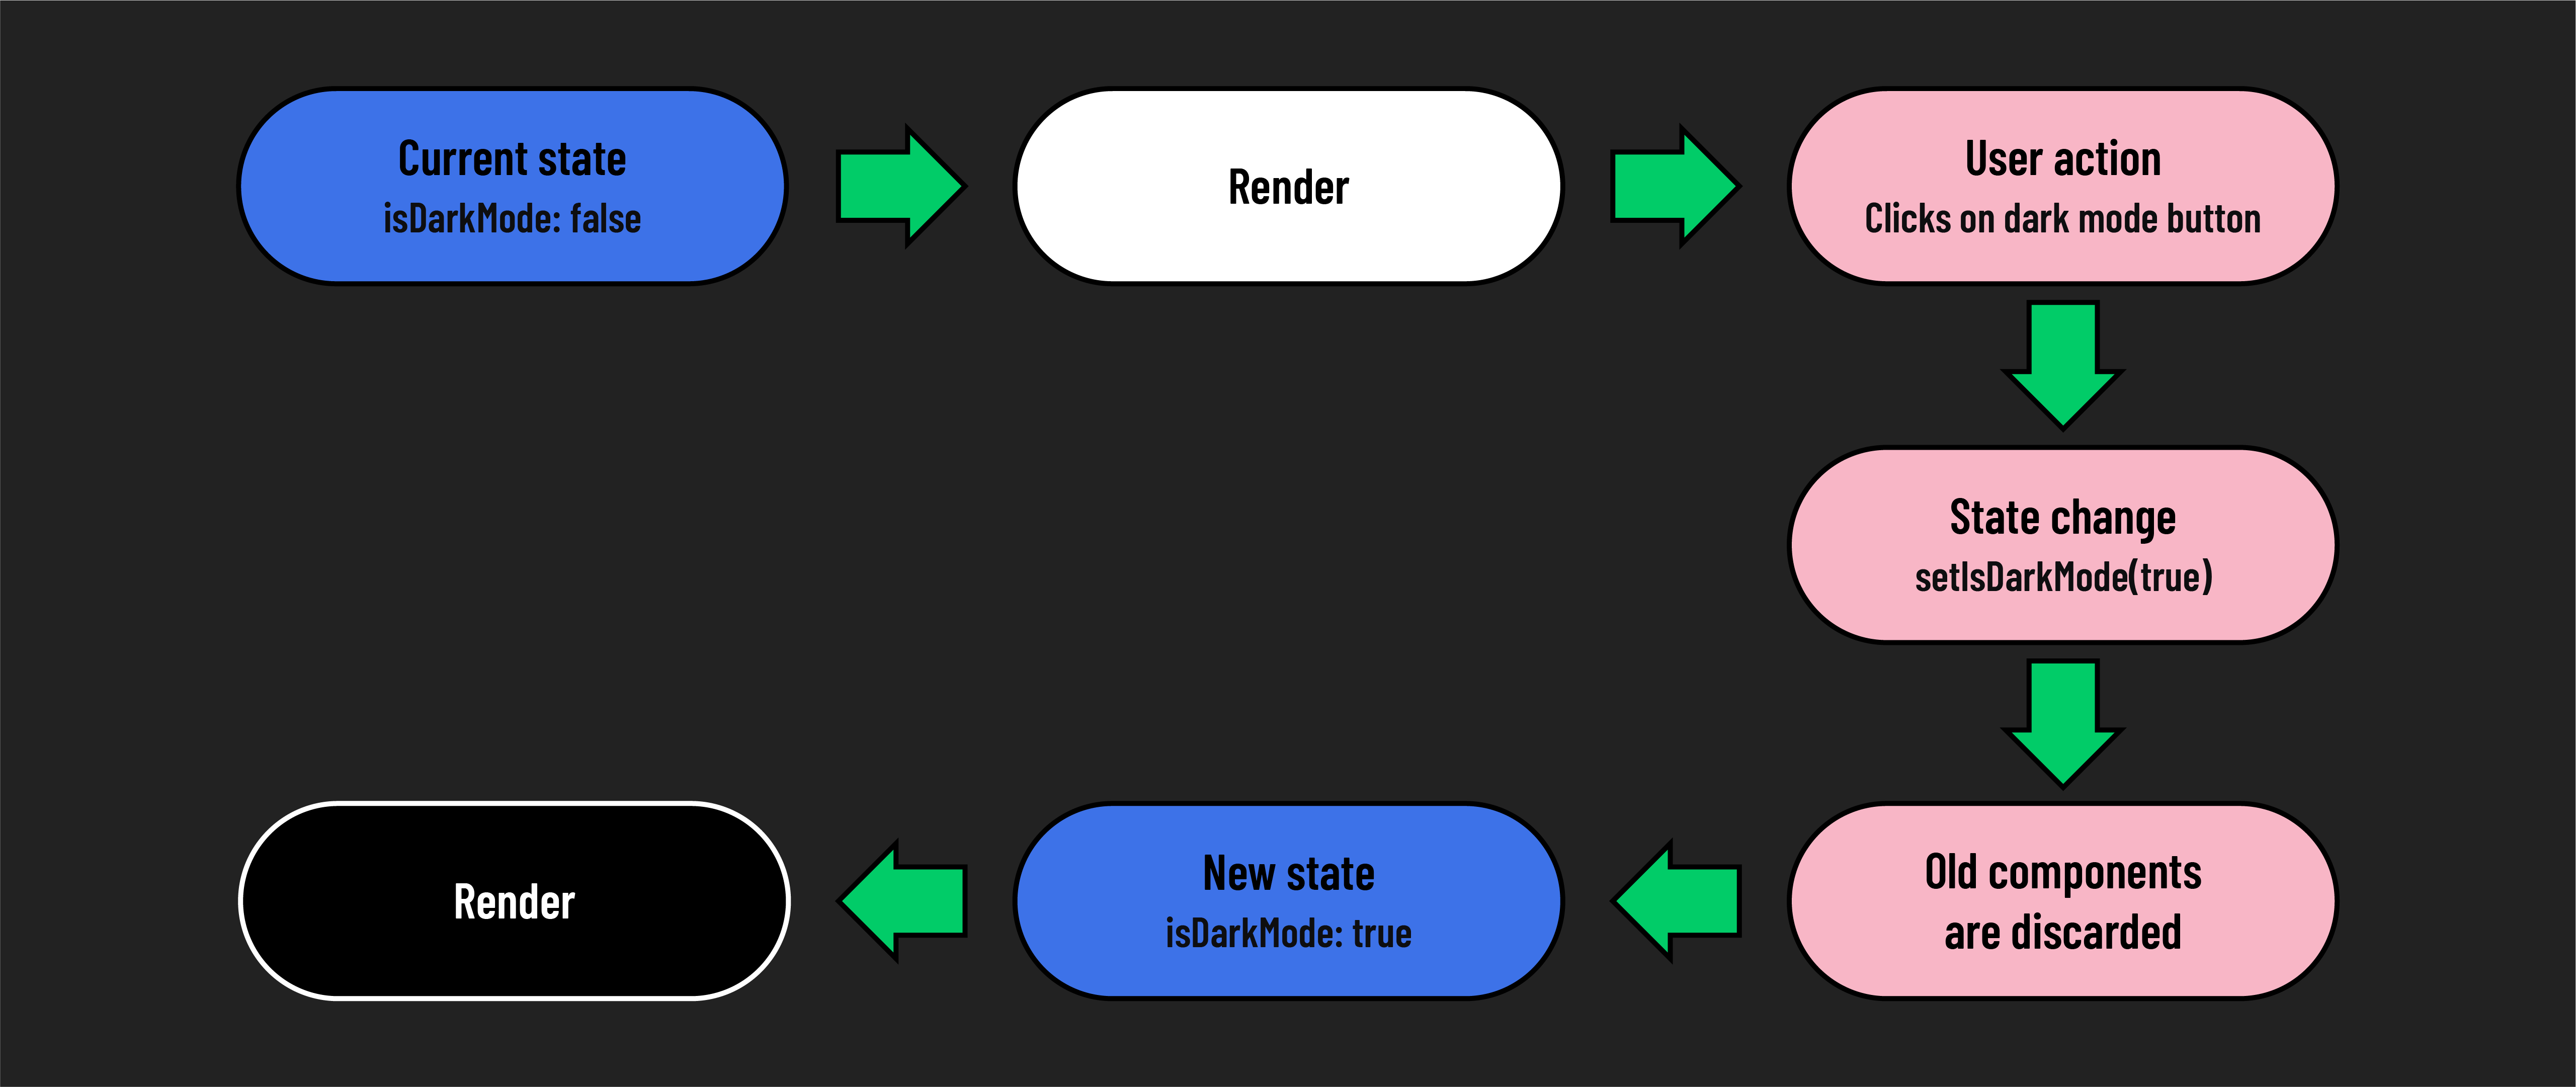 Current state
isDarkMode: false
Render
User action
Clicks on dark mode button
State change
setIsDarkMode(true)
Old components
are discarded
New state
isDarkMode: true
Render